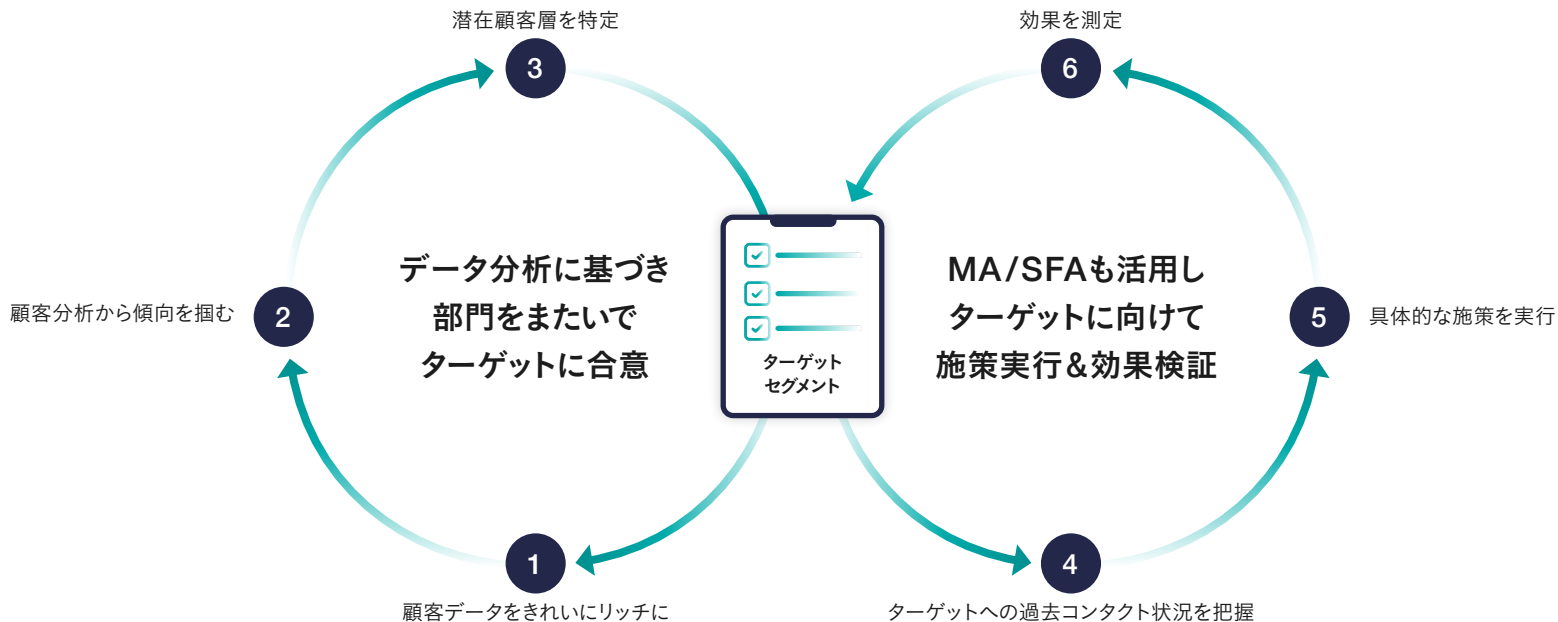 潜在顧客層を特定
3
効果を測定
6
データ分析に基づき
部門をまたいで
ターゲットに合意
顧客分析から傾向を掴む
2
ターゲット
セグメント
MA/SFAも活用し
ターゲットに向けて
施策実行&効果検証
5
具体的な施策を実行
1
顧客データをきれいにリッチに
4
ターゲットへの過去コンタクト状況を把握